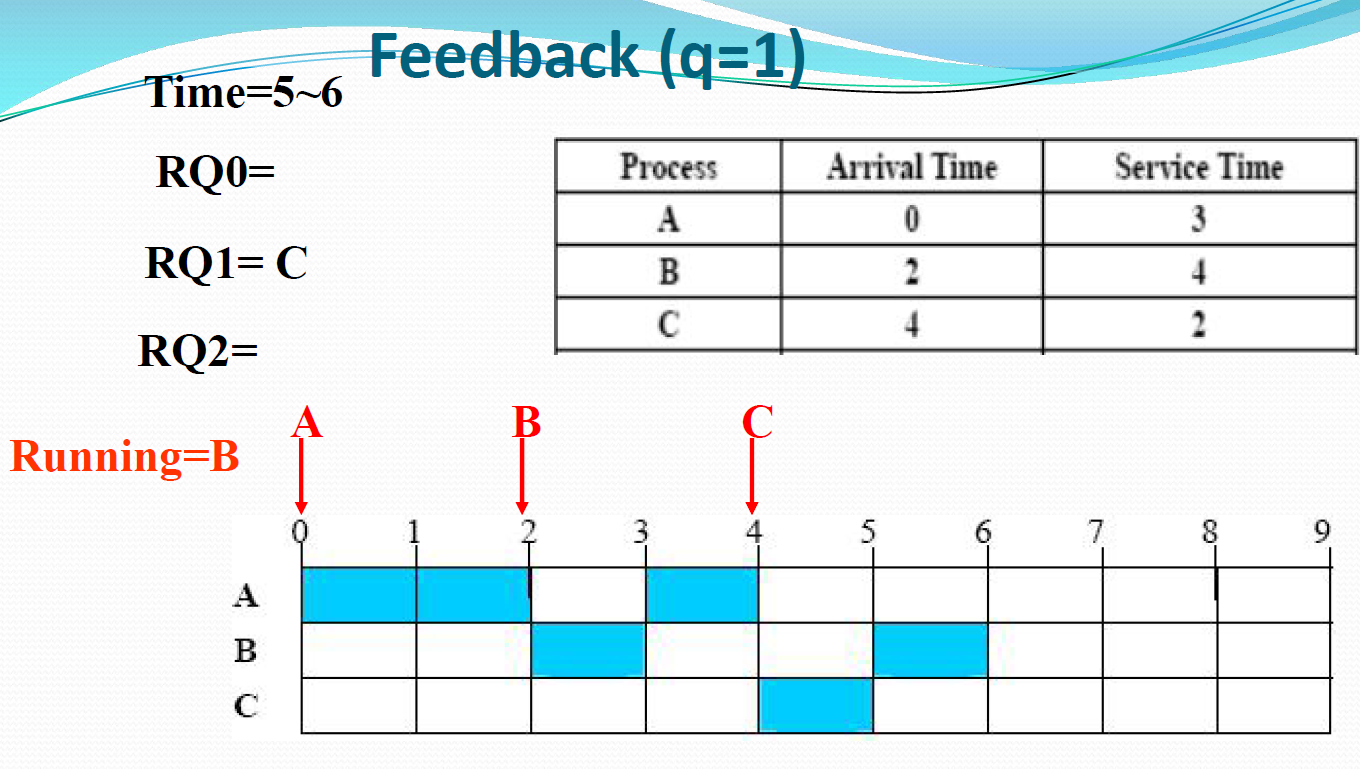 Feedback (q=1)
Time=5~6
RQ0=
RQ1= C
RQ2=
Running=B
Process Arrival Time Service Time
A 0 3
B 2 4
C 4 2
A B C
0 1 2 3 4 5 6 7 8 9
A
B
C